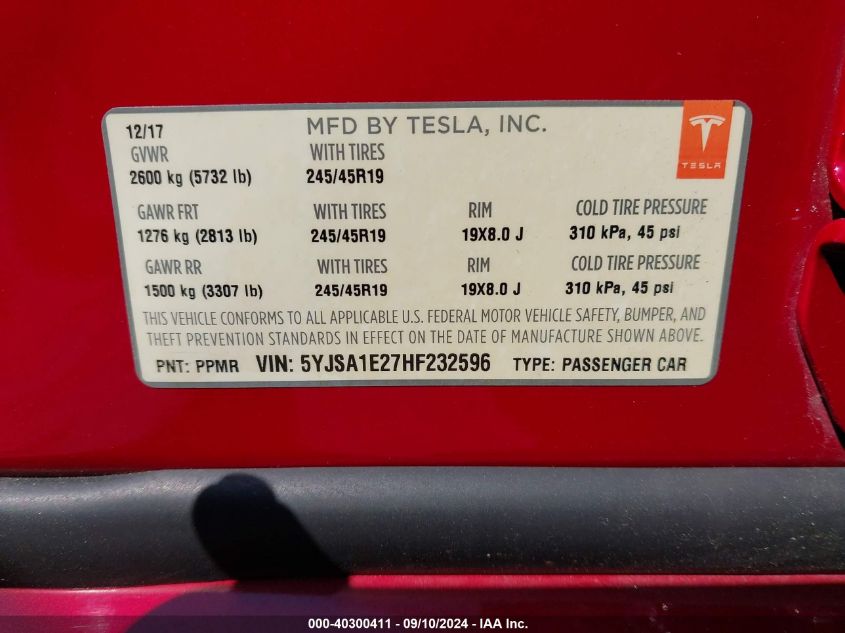 12/17 MFD BY TESLA, INC.
TESLA
GVWR WITH TIRES
2600 kg (5732 lb) 245/45R19
GAWR FRT WITH TIRES RIM COLD TIRE PRESSURE
1276 kg (2813 lb) 245/45R19 19X8.0 J 310 kPa, 45 psi
GAWR RR WITH TIRES RIM COLD TIRE PRESSURE
1500 kg (3307 lb) 245/45R19 19X8.0 J 310 kPa, 45 psi
THIS VEHICLE CONFORMS TO ALL APPLICABLE U.S. FEDERAL MOTOR VEHICLE SAFETY, BUMPER, AND
THEFT PREVENTION STANDARDS IN EFFECT ON THE DATE OF MANUFACTURE SHOWN ABOVE.
PNT: PPMR VIN: 5YJSA1E27HF232596 TYPE: PASSENGER CAR
000-40300411 - 09/10/2024 - IAA Inc.